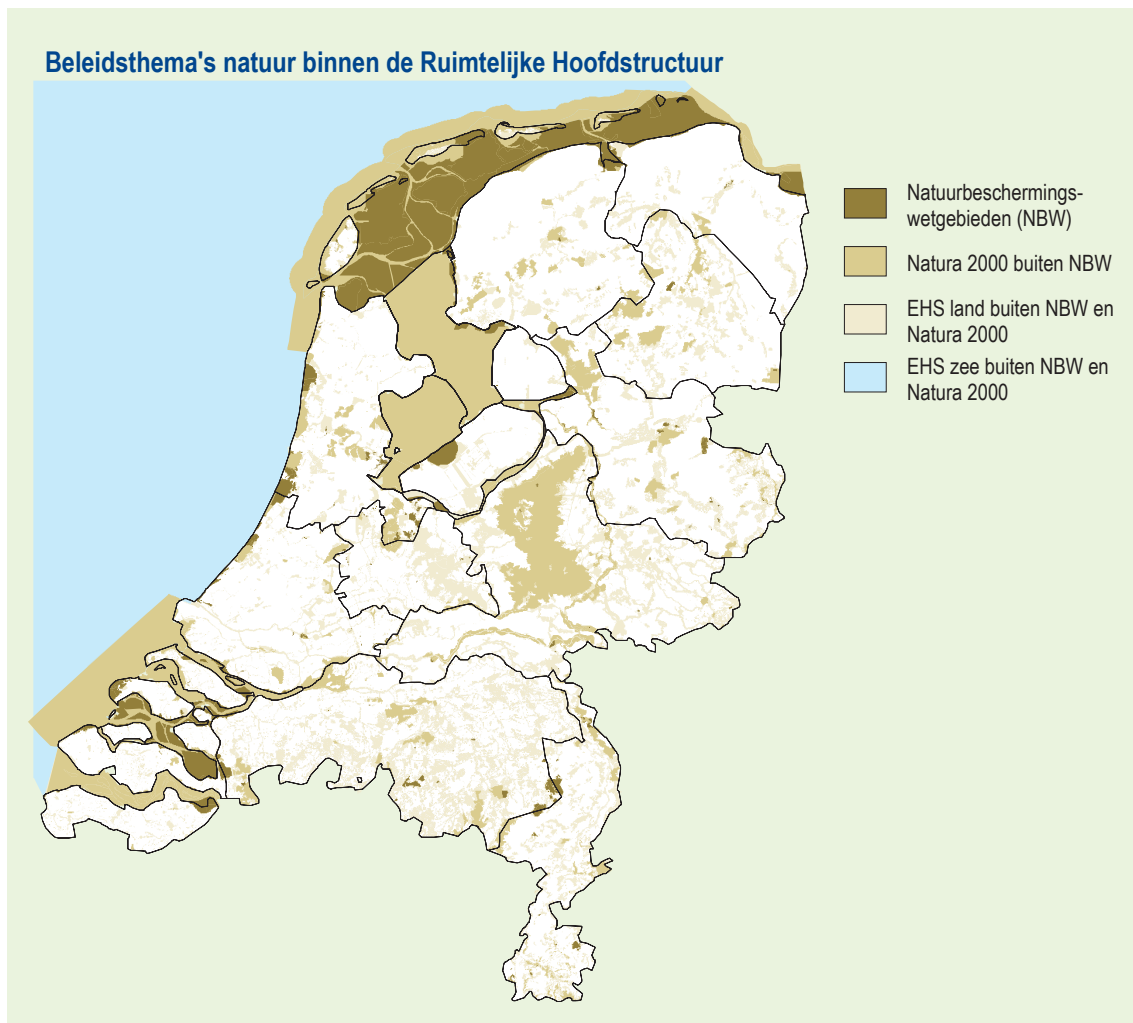 Beleidsthema's natuur binnen de Ruimtelijke Hoofdstructuur
Natuurbeschermings-
wetgebieden (NBW)
Natura 2000 buiten NBW
EHS land buiten NBW en
Natura 2000
EHS zee buiten NBW en
Natura 2000